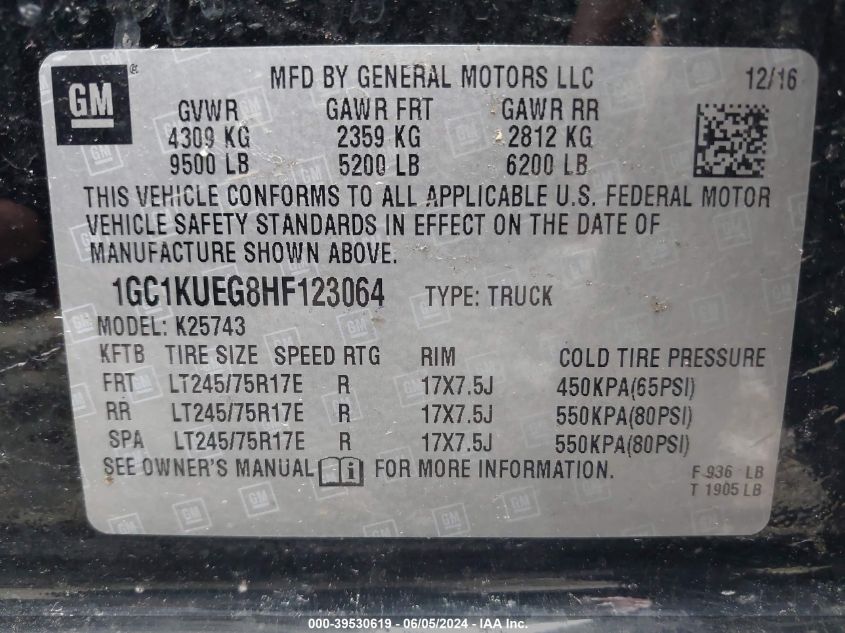 GM ®
MFD BY GENERAL MOTORS LLC 12/16
GVWR GAWR FRT GAWR RR
4309 KG 2359 KG 2812 KG
9500 LB 5200 LB 6200 LB
THIS VEHICLE CONFORMS TO ALL APPLICABLE U.S. FEDERAL MOTOR
VEHICLE SAFETY STANDARDS IN EFFECT ON THE DATE OF
MANUFACTURE SHOWN ABOVE.
1GC1KUEG8HF123064 TYPE: TRUCK
MODEL: K25743
KFTB TIRE SIZE SPEED RTG RIM COLD TIRE PRESSURE
FRT LT245/75R17E R 17X7.5J 450KPA(65PSI)
RR LT245/75R17E R 17X7.5J 550KPA(80PSI)
SPA LT245/75R17E R 17X7.5J 550KPA(80PSI)
SEE OWNER'S MANUAL FOR MORE INFORMATION.
F 936 LB
T 1905 LB
000-39530619 - 06/05/2024 - IAA Inc.